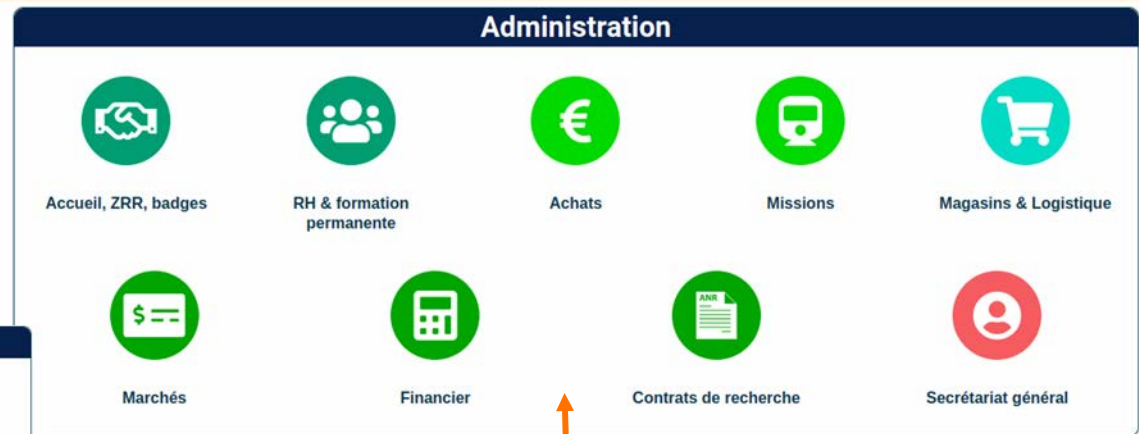 Administration
€
Accueil, ZRR, badges
RH & formation
permanente
Achats
Missions
Magasins & Logistique
$
ANR
Marchés
Financier
Contrats de recherche
Secrétariat général